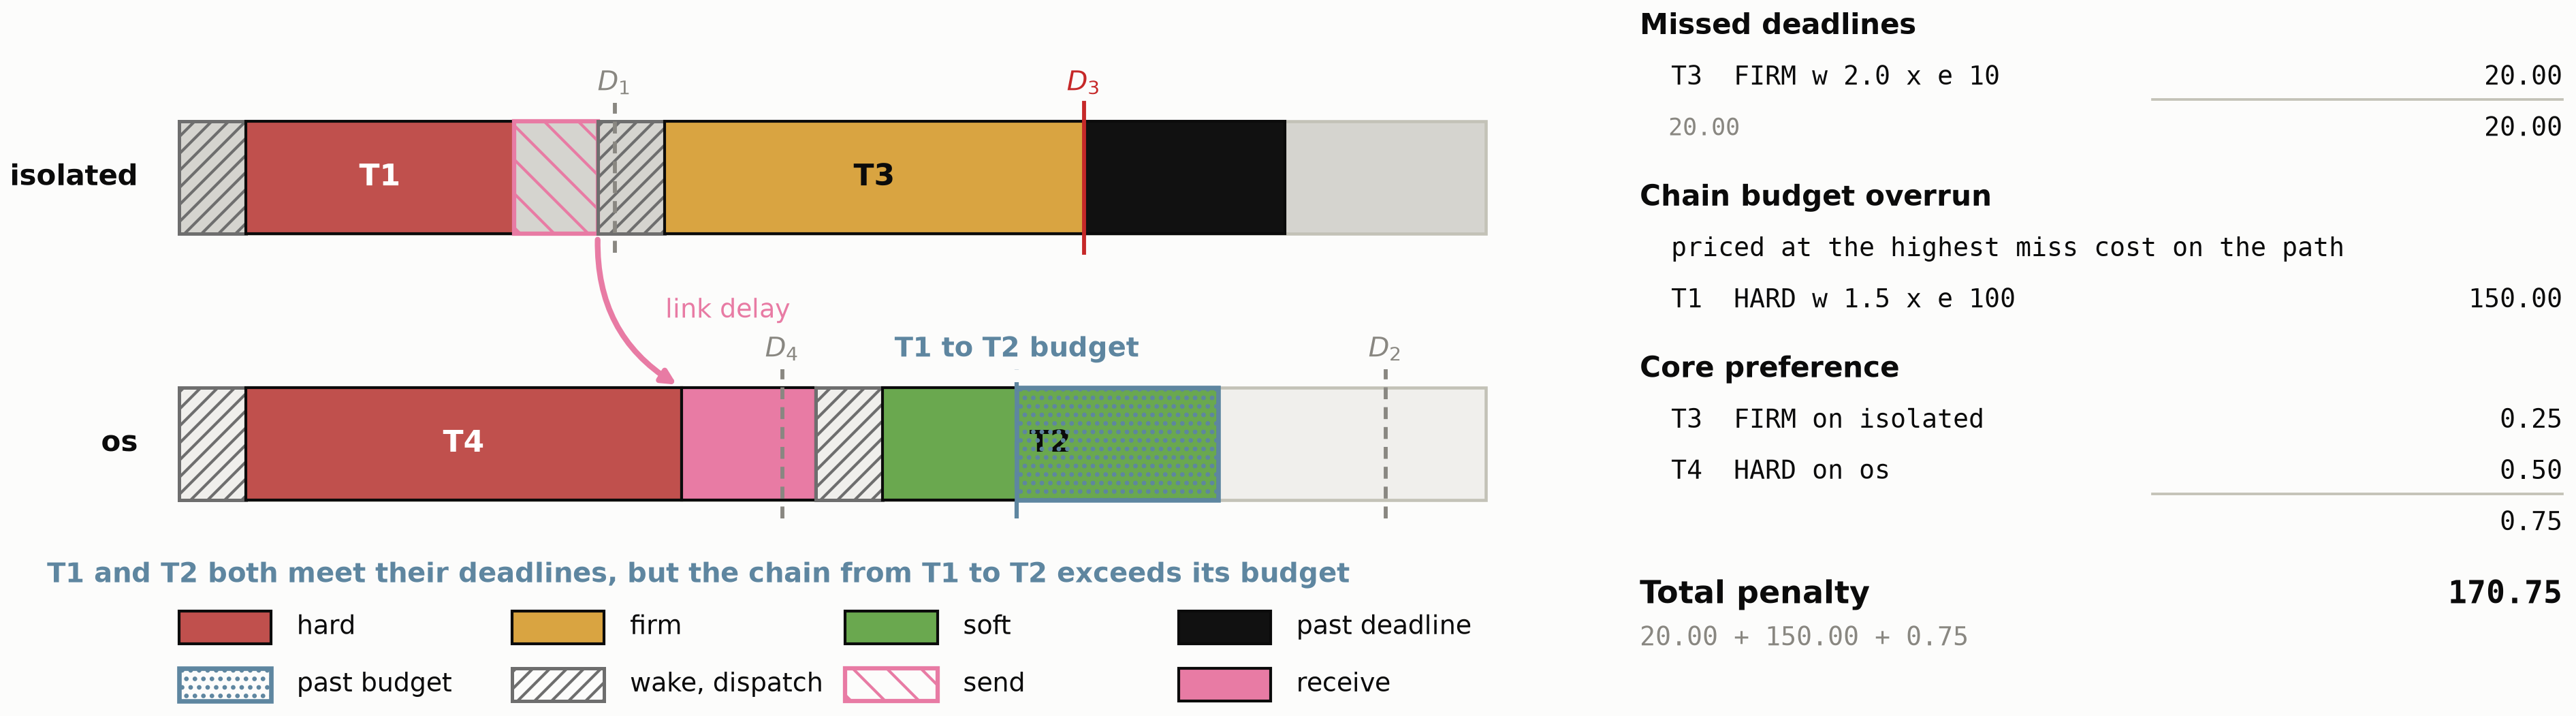 D1
D3
isolated
T1
T3
link delay
D4
T1 to T2 budget
D2
os
T4
T2
T1 and T2 both meet their deadlines, but the chain from T1 to T2 exceeds its budget
hard
firm
soft
past deadline
past budget
wake, dispatch
send
receive
Missed deadlines
T3 FIRM w 2.0 x e 10 20.00
20.00 20.00
Chain budget overrun
priced at the highest miss cost on the path
T1 HARD w 1.5 x e 100 150.00
Core preference
T3 FIRM on isolated 0.25
T4 HARD on os 0.50
0.75
Total penalty 170.75
20.00 + 150.00 + 0.75